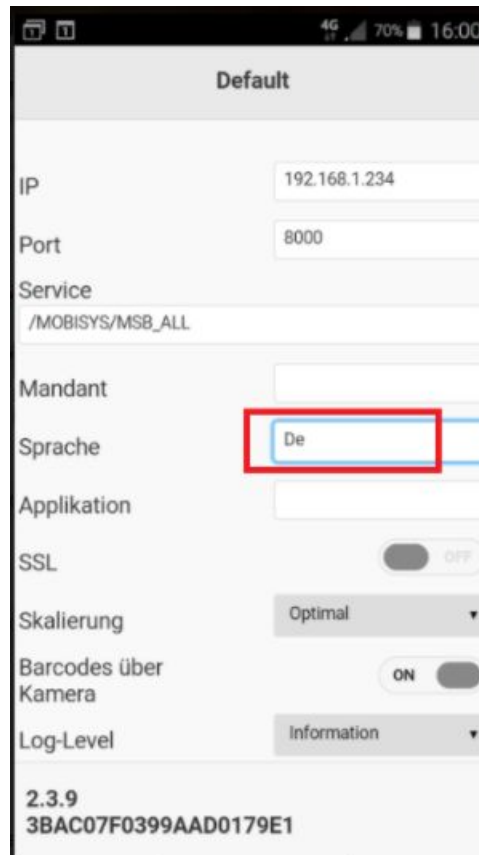 4G 70% 16:00
Default
IP 192.168.1.234
Port 8000
Service
/MOBISYS/MSB_ALL
Mandant
Sprache De
Applikation
SSL OFF
Skalierung Optimal
Barcodes über
Kamera ON
Log-Level Information
2.3.9
3BAC07F0399AAD0179E1